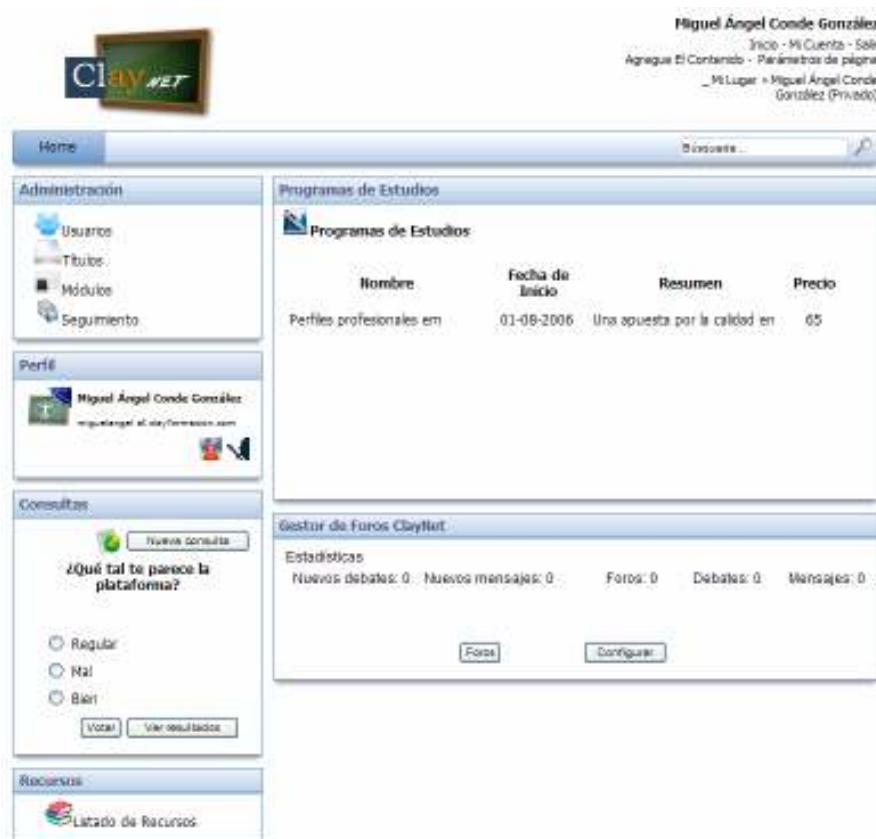 Clay NET
Miguel Ángel Conde González
Inicio - Mi Cuenta - Salir
Agregue El Contenido - Parámetros de página
_Mi Lugar » Miguel Ángel Conde
González (Privado)
Home
Búsqueda...
Administración
Usuarios
Títulos
Módulos
Seguimiento
Perfil
Miguel Ángel Conde González
miguelangel at clayformacion.com
Consultas
Nueva consulta
¿Qué tal te parece la
plataforma?
Regular
Mal
Bien
Votar
Ver resultados
Recursos
Listado de Recursos
Programas de Estudios
Programas de Estudios
Nombre Fecha de Inicio Resumen Precio
Perfiles profesionales em 01-08-2006 Una apuesta por la calidad en 65
Gestor de Foros ClayNet
Estadísticas
Nuevos debates: 0 Nuevos mensajes: 0 Foros: 0 Debates: 0 Mensajes: 0
Foros
Configurar